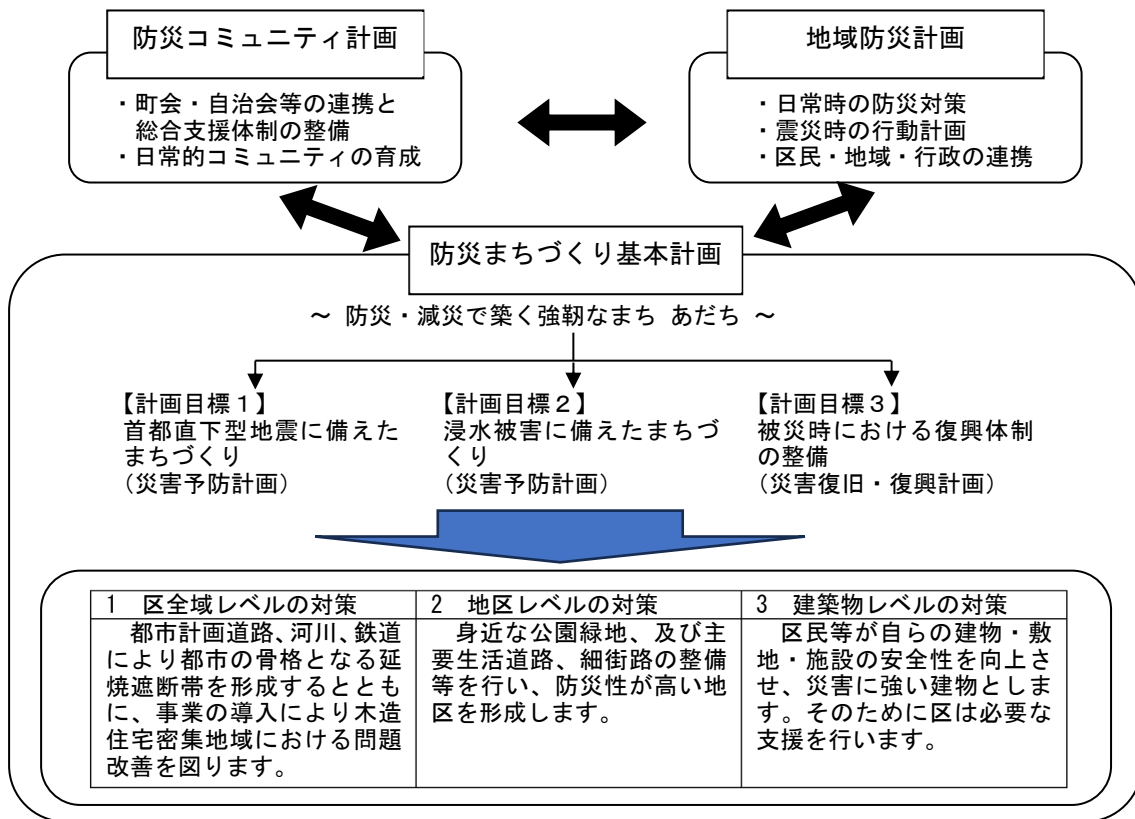 防災コミュニティ計画
・町会・自治会等の連携と
総合支援体制の整備
・日常的コミュニティの育成
地域防災計画
・日常時の防災対策
・震災時の行動計画
・区民・地域・行政の連携
防災まちづくり基本計画
～ 防災・減災で築く強靭なまち あだち ～
【計画目標１】
首都直下型地震に備えた
まちづくり
（災害予防計画）
【計画目標２】
浸水被害に備えたまちづ
くり
（災害予防計画）
【計画目標３】
被災時における復興体制
の整備
（災害復旧・復興計画）
1　区全域レベルの対策
都市計画道路、河川、鉄道
により都市の骨格となる延
焼遮断帯を形成するととも
に、事業の導入により木造
住宅密集地域における問題
改善を図ります。
2　地区レベルの対策
身近な公園緑地、及び主
要生活道路、細街路の整備
等を行い、防災性が高い地
区を形成します。
3　建築物レベルの対策
区民等が自らの建物・敷
地・施設の安全性を向上さ
せ、災害に強い建物としま
す。そのために区は必要な
支援を行います。